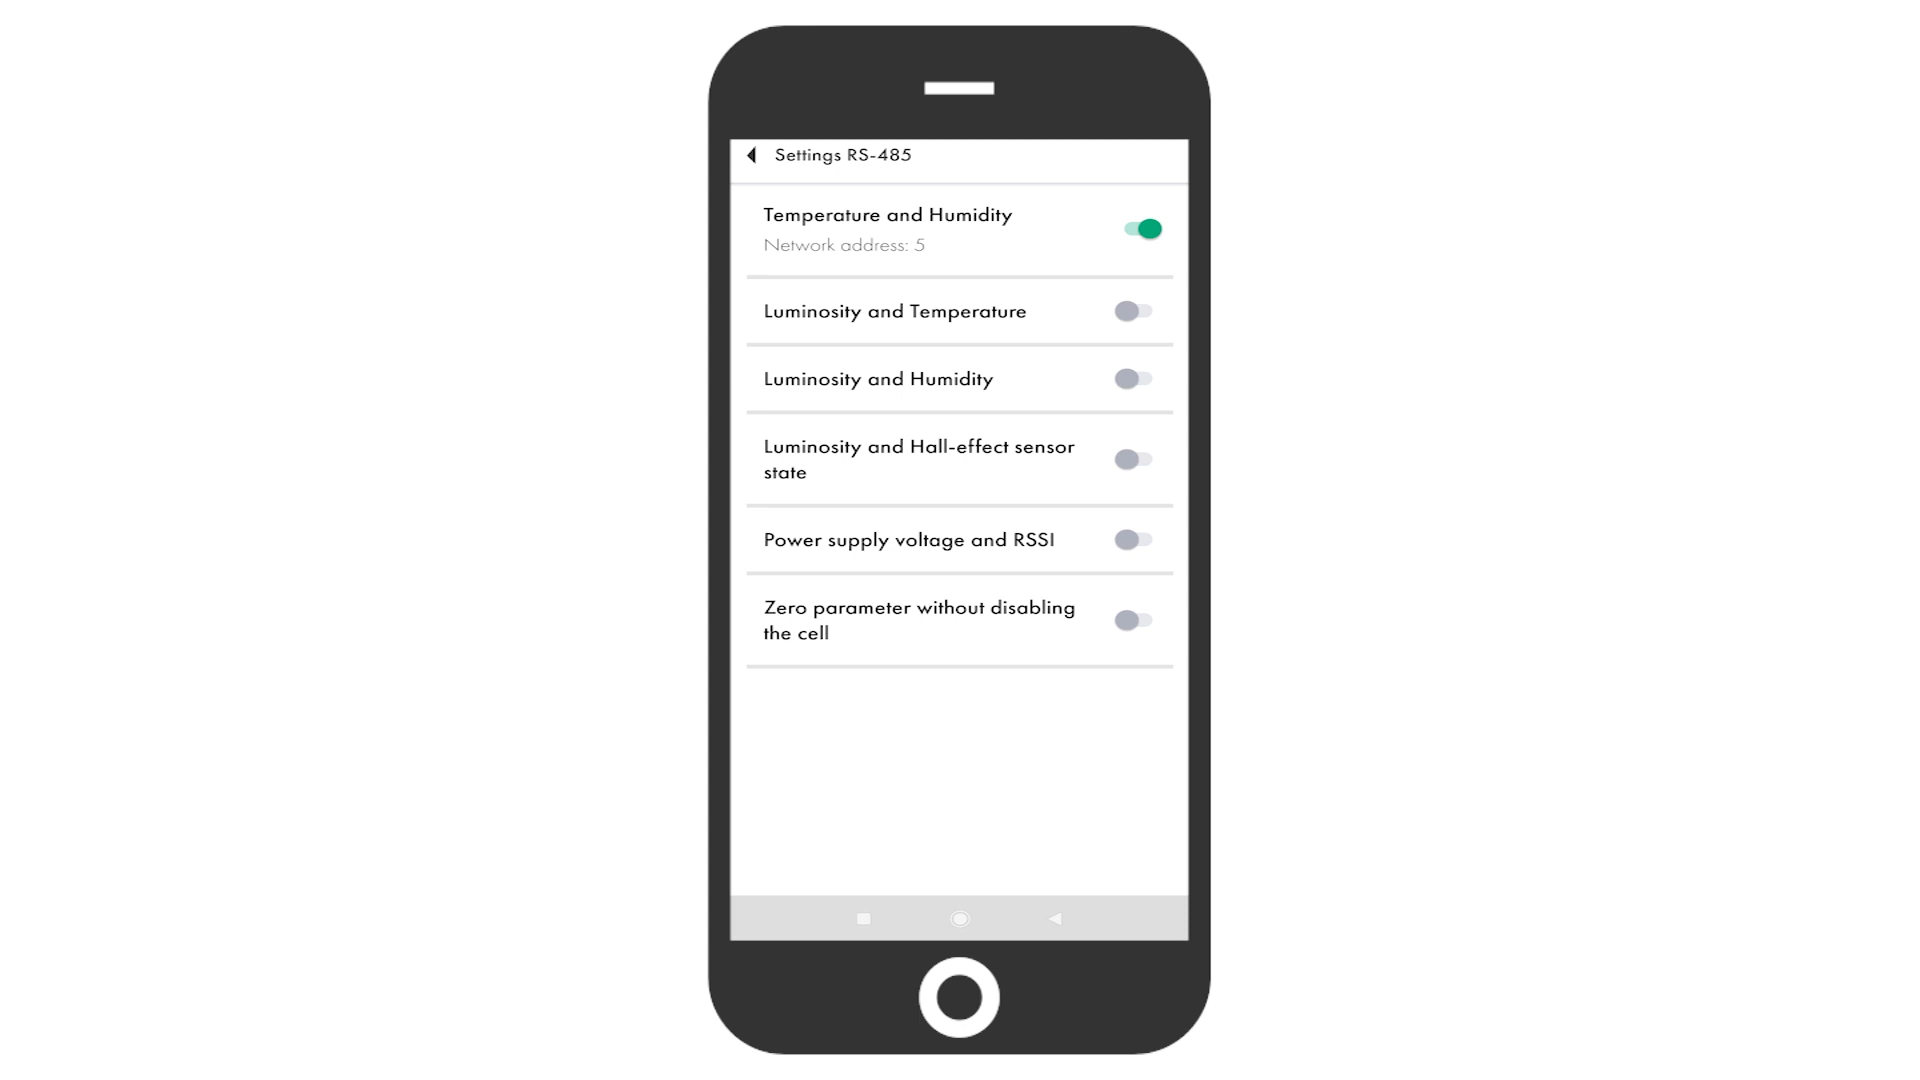 Settings RS-485
Temperature and Humidity
Network address: 5
Luminosity and Temperature
Luminosity and Humidity
Luminosity and Hall-effect sensor
state
Power supply voltage and RSSI
Zero parameter without disabling
the cell